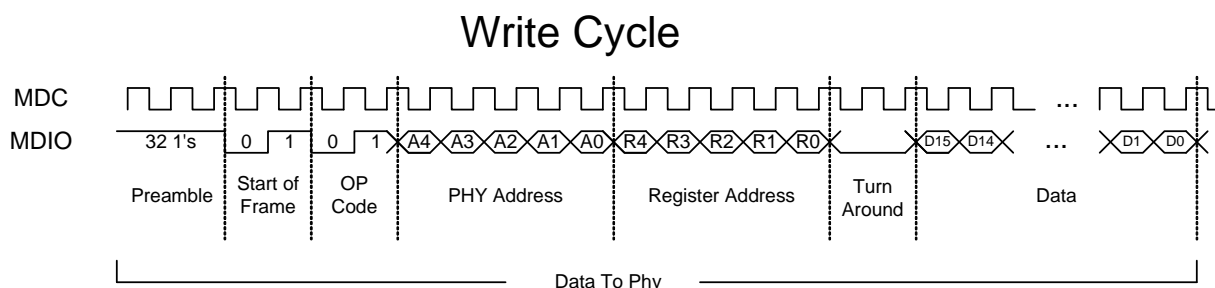 Write Cycle
MDC
...
MDIO
32 1's
0
1
0
1
A4
A3
A2
A1
A0
R4
R3
R2
R1
R0
D15
D14
...
D1
D0
Preamble
Start of
Frame
OP
Code
PHY Address
Register Address
Turn
Around
Data
Data To Phy